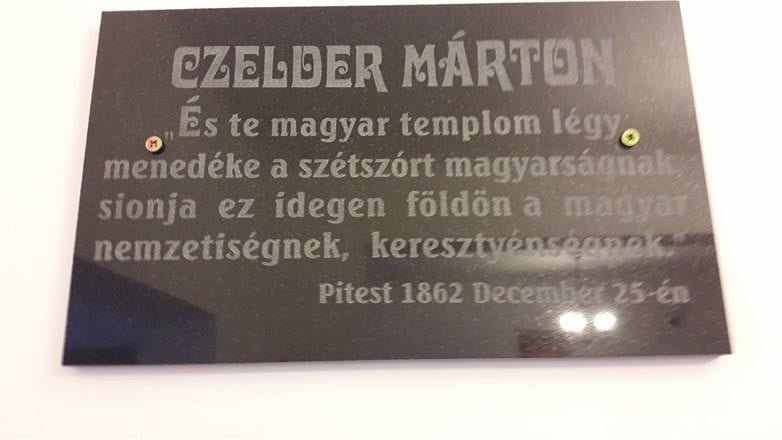 CZELDER MÁRTON
„És te magyar templom légy
menedéke a szétszórt magyarságnak,
sionja ez idegen földön a magyar
nemzetiségnek, keresztyénségnek."
Pitest 1862 December 25-én